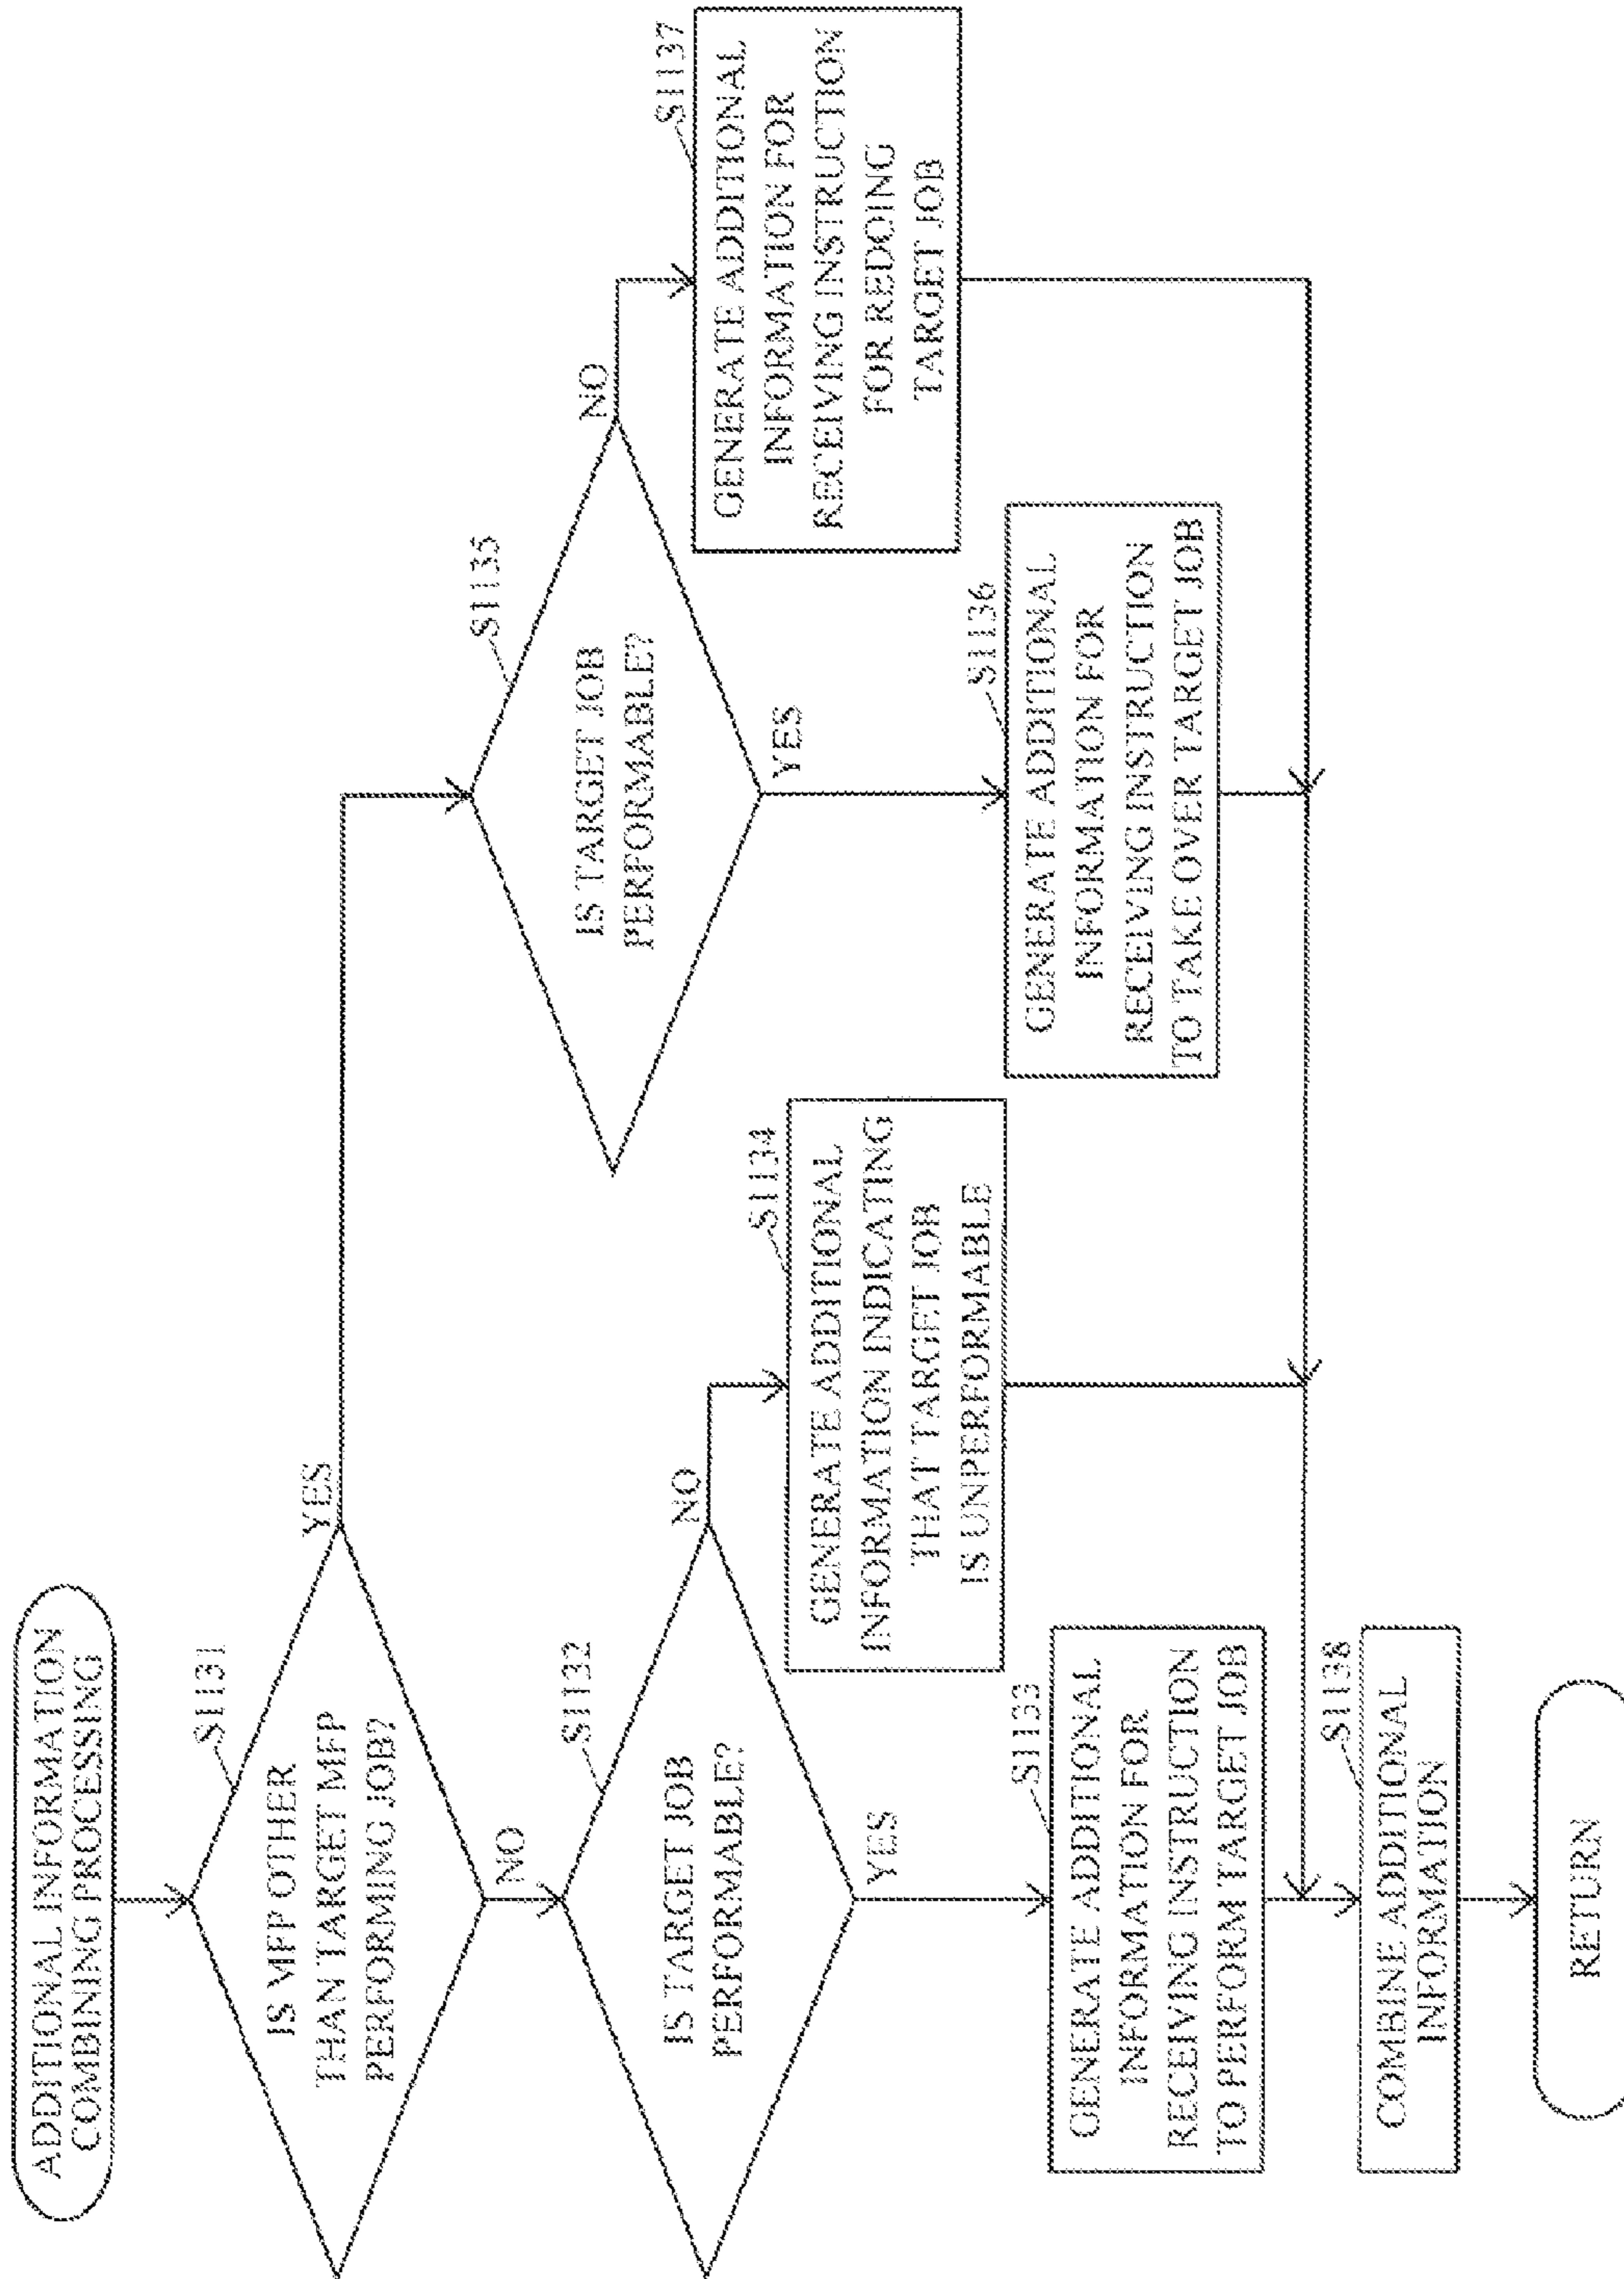 ADDITIONAL INFORMATION
COMBINING PROCESSING
S1131
IS MFP OTHER
THAN TARGET MFP
PERFORMING JOB?
YES
NO
S1132
IS TARGET JOB
PERFORMABLE?
NO
YES
S1133
GENERATE ADDITIONAL
INFORMATION FOR
RECEIVING INSTRUCTION
TO PERFORM TARGET JOB
S1134
GENERATE ADDITIONAL
INFORMATION INDICATING
THAT TARGET JOB
IS UNPERFORMABLE
S1135
IS TARGET JOB
PERFORMABLE?
NO
YES
S1136
GENERATE ADDITIONAL
INFORMATION FOR
RECEIVING INSTRUCTION
TO TAKE OVER TARGET JOB
S1137
GENERATE ADDITIONAL
INFORMATION FOR
RECEIVING INSTRUCTION
FOR REDOING
TARGET JOB
S1138
COMBINE ADDITIONAL
INFORMATION
RETURN